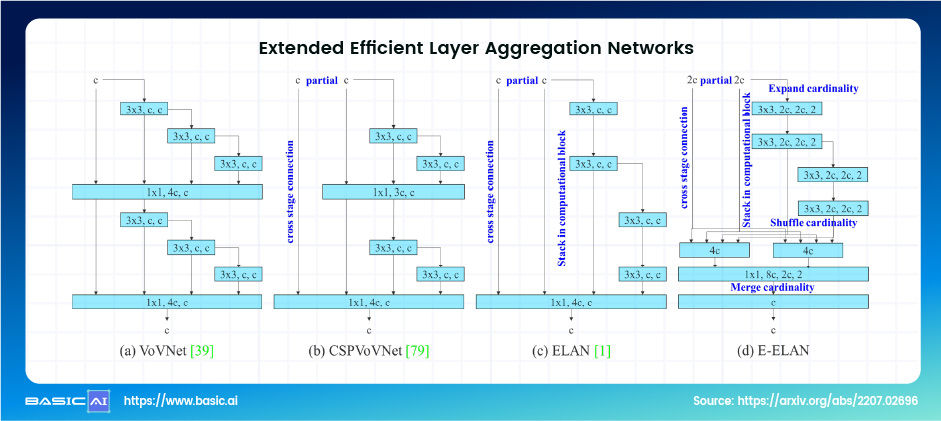 Extended Efficient Layer Aggregation Networks
c
3x3, c, c
3x3, c, c
3x3, c, c
1x1, 4c, c
3x3, c, c
3x3, c, c
3x3, c, c
1x1, 4c, c
c
(a) VoVNet [39]
c partial c
cross stage connection
3x3, c, c
3x3, c, c
1x1, 3c, c
3x3, c, c
3x3, c, c
1x1, 4c, c
c
(b) CSPVoVNet [79]
c partial c
cross stage connection
Stack in computational block
3x3, c, c
3x3, c, c
3x3, c, c
3x3, c, c
1x1, 4c, c
c
(c) ELAN [1]
2c partial 2c
Expand cardinality
cross stage connection
Stack in computational block
3x3, 2c, 2c, 2
3x3, 2c, 2c, 2
3x3, 2c, 2c, 2
3x3, 2c, 2c, 2
Shuffle cardinality
4c
4c
1x1, 8c, 2c, 2
Merge cardinality
c
c
(d) E-ELAN
BASIC AI
https://www.basic.ai
Source: https://arxiv.org/abs/2207.02696